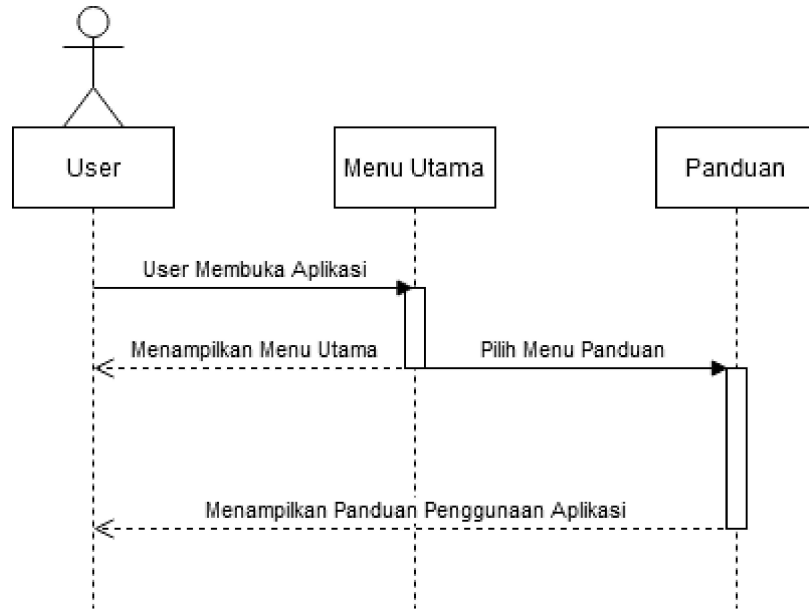 User
Menu Utama
Panduan
User Membuka Aplikasi
Menampilkan Menu Utama
Pilih Menu Panduan
Menampilkan Panduan Penggunaan Aplikasi